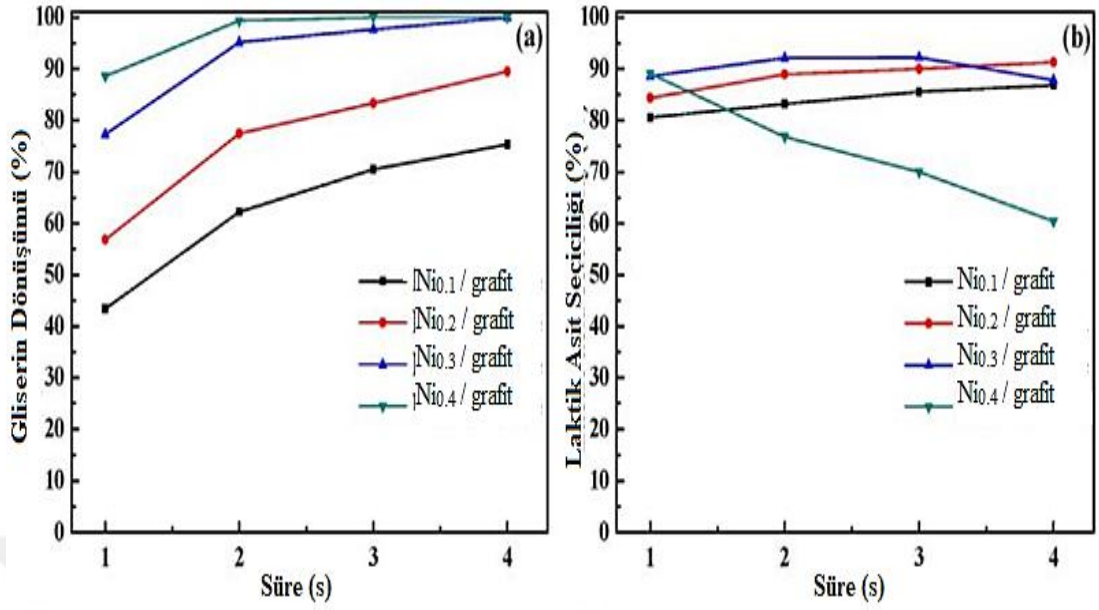 (a)
Gliserin Dönüşümü (%)
100
90
80
70
60
50
40
30
20
10
0
Ni0.1 / grafit
Ni0.2 / grafit
Ni0.3 / grafit
Ni0.4 / grafit
1 2 3 4
Süre (s)
(b)
Laktik Asit Seçiciliği (%)
100
90
80
70
60
50
40
30
20
10
0
Ni0.1 / grafit
Ni0.2 / grafit
Ni0.3 / grafit
Ni0.4 / grafit
1 2 3 4
Süre (s)